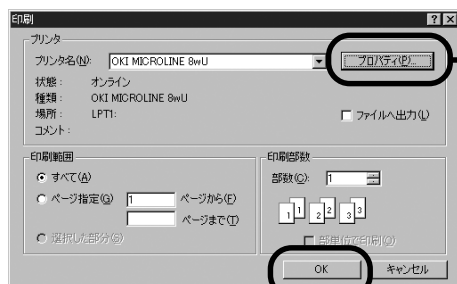 印刷
プリンタ
プリンタ名(N): OKI MICROLINE 8wU プロパティ(P)...
状態: オンライン
種類: OKI MICROLINE 8wU
場所: LPT1:
コメント:
ファイルへ出力(L)
印刷範囲
すべて(A)
ページ指定(G) 1 ページから(F)
ページまで(T)
選択した部分(S)
印刷部数
部数(C): 1
1 1 2 2 3 3
部単位で印刷(O)
OK キャンセル